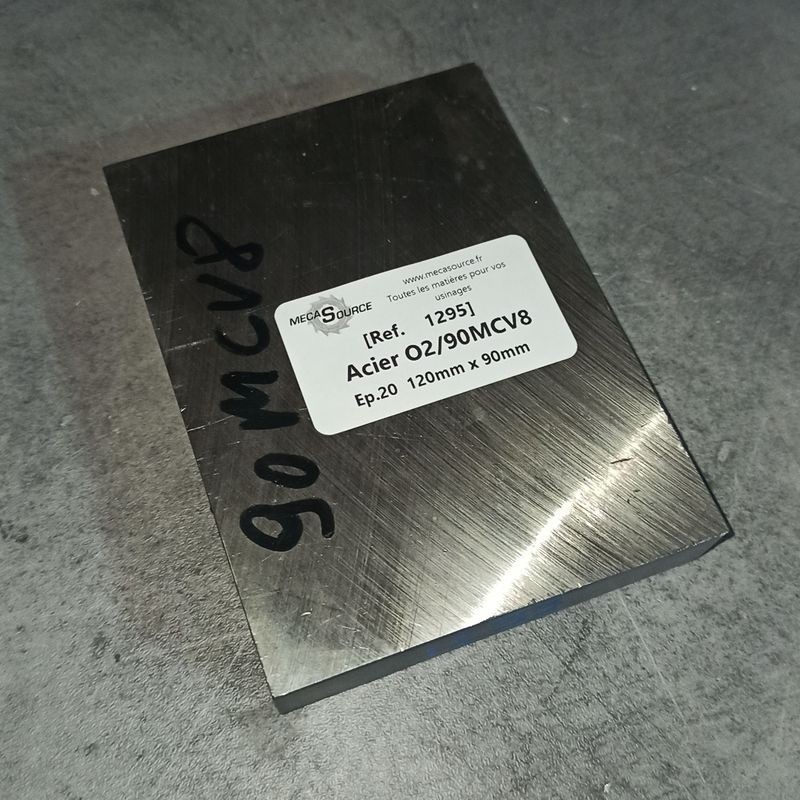 www.mecasource.fr
Toutes les matières pour vos
usinages
MECASOURCE
[Ref. 1295]
Acier O2/90MCV8
Ep.20 120mm x 90mm
90 MCV8